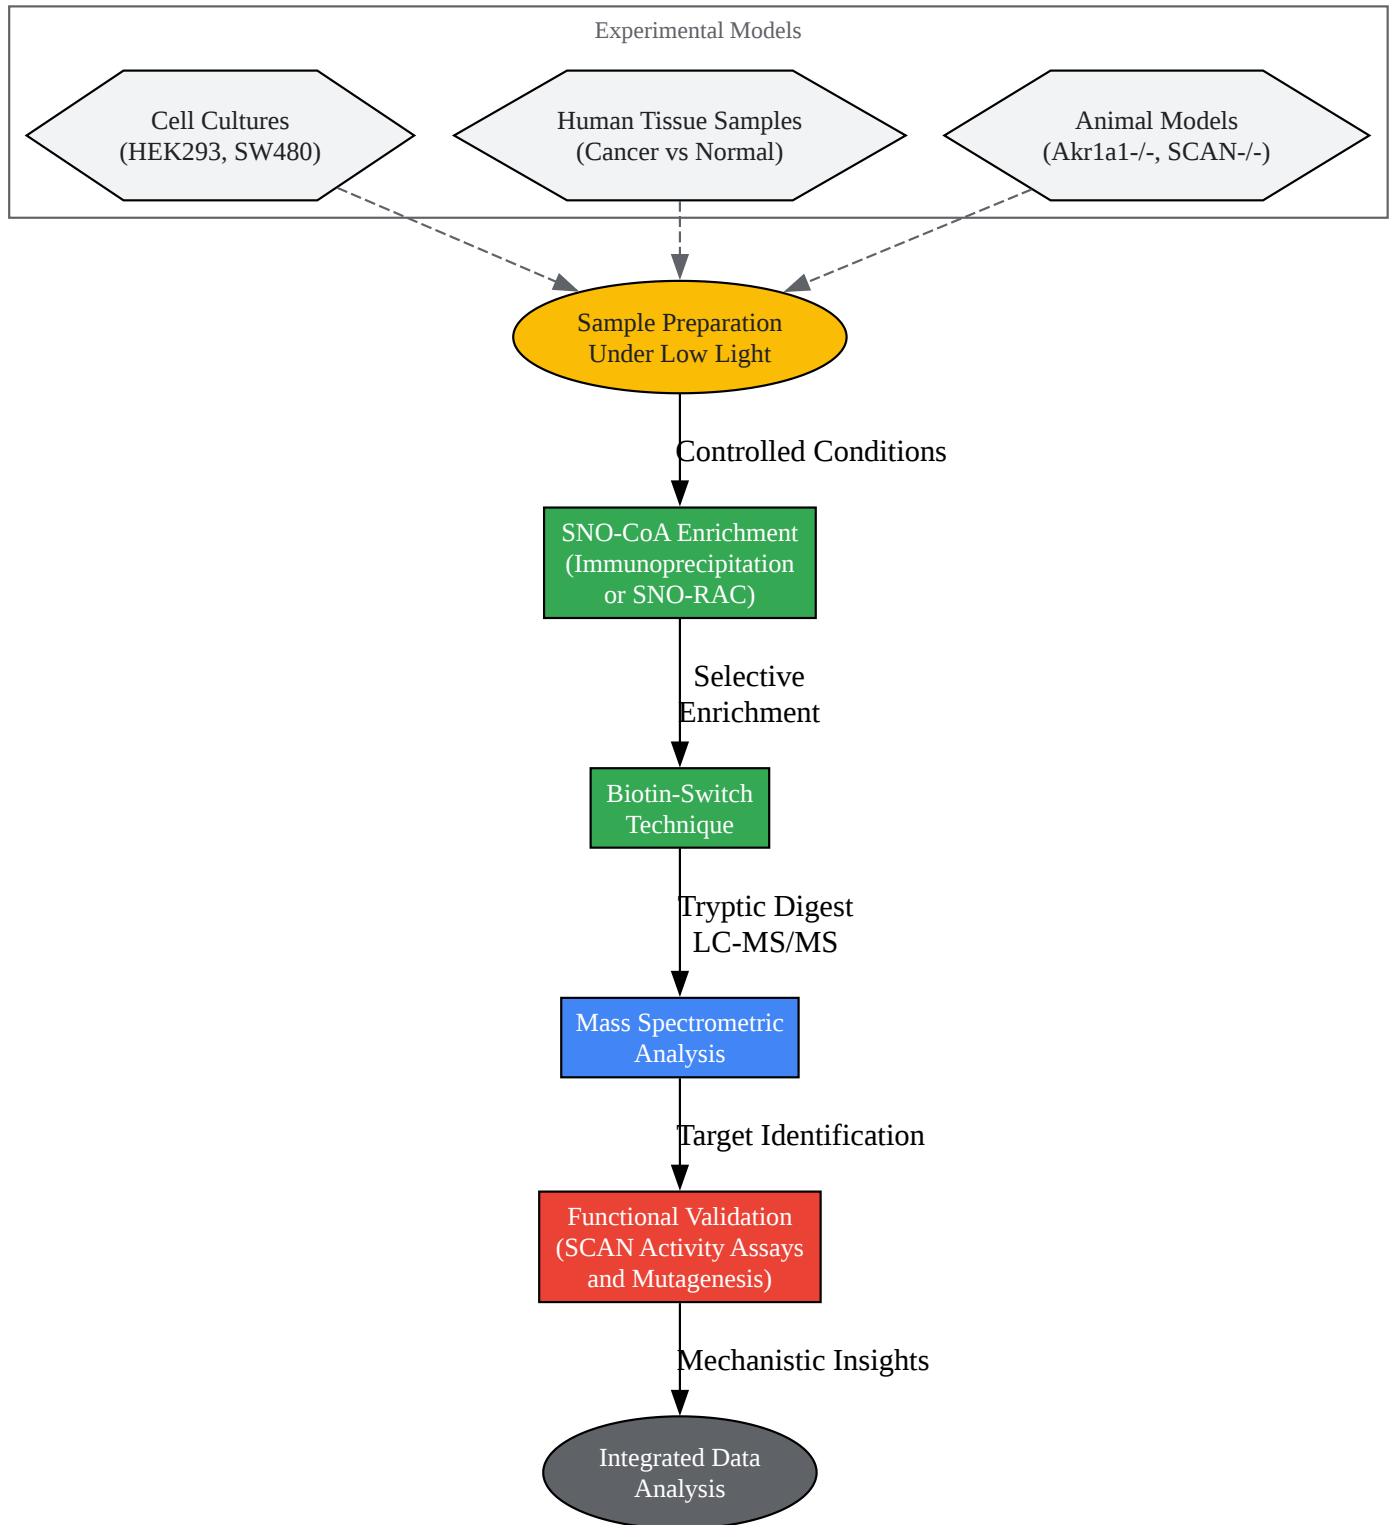 Experimental Models
Cell Cultures
(HEK293, SW480)
Human Tissue Samples
(Cancer vs Normal)
Animal Models
(Akr1a1-/-, SCAN-/-)
Sample Preparation
Under Low Light
Controlled Conditions
SNO-CoA Enrichment
(Immunoprecipitation
or SNO-RAC)
Selective
Enrichment
Biotin-Switch
Technique
Tryptic Digest
LC-MS/MS
Mass Spectrometric
Analysis
Target Identification
Functional Validation
(SCAN Activity Assays
and Mutagenesis)
Mechanistic Insights
Integrated Data
Analysis